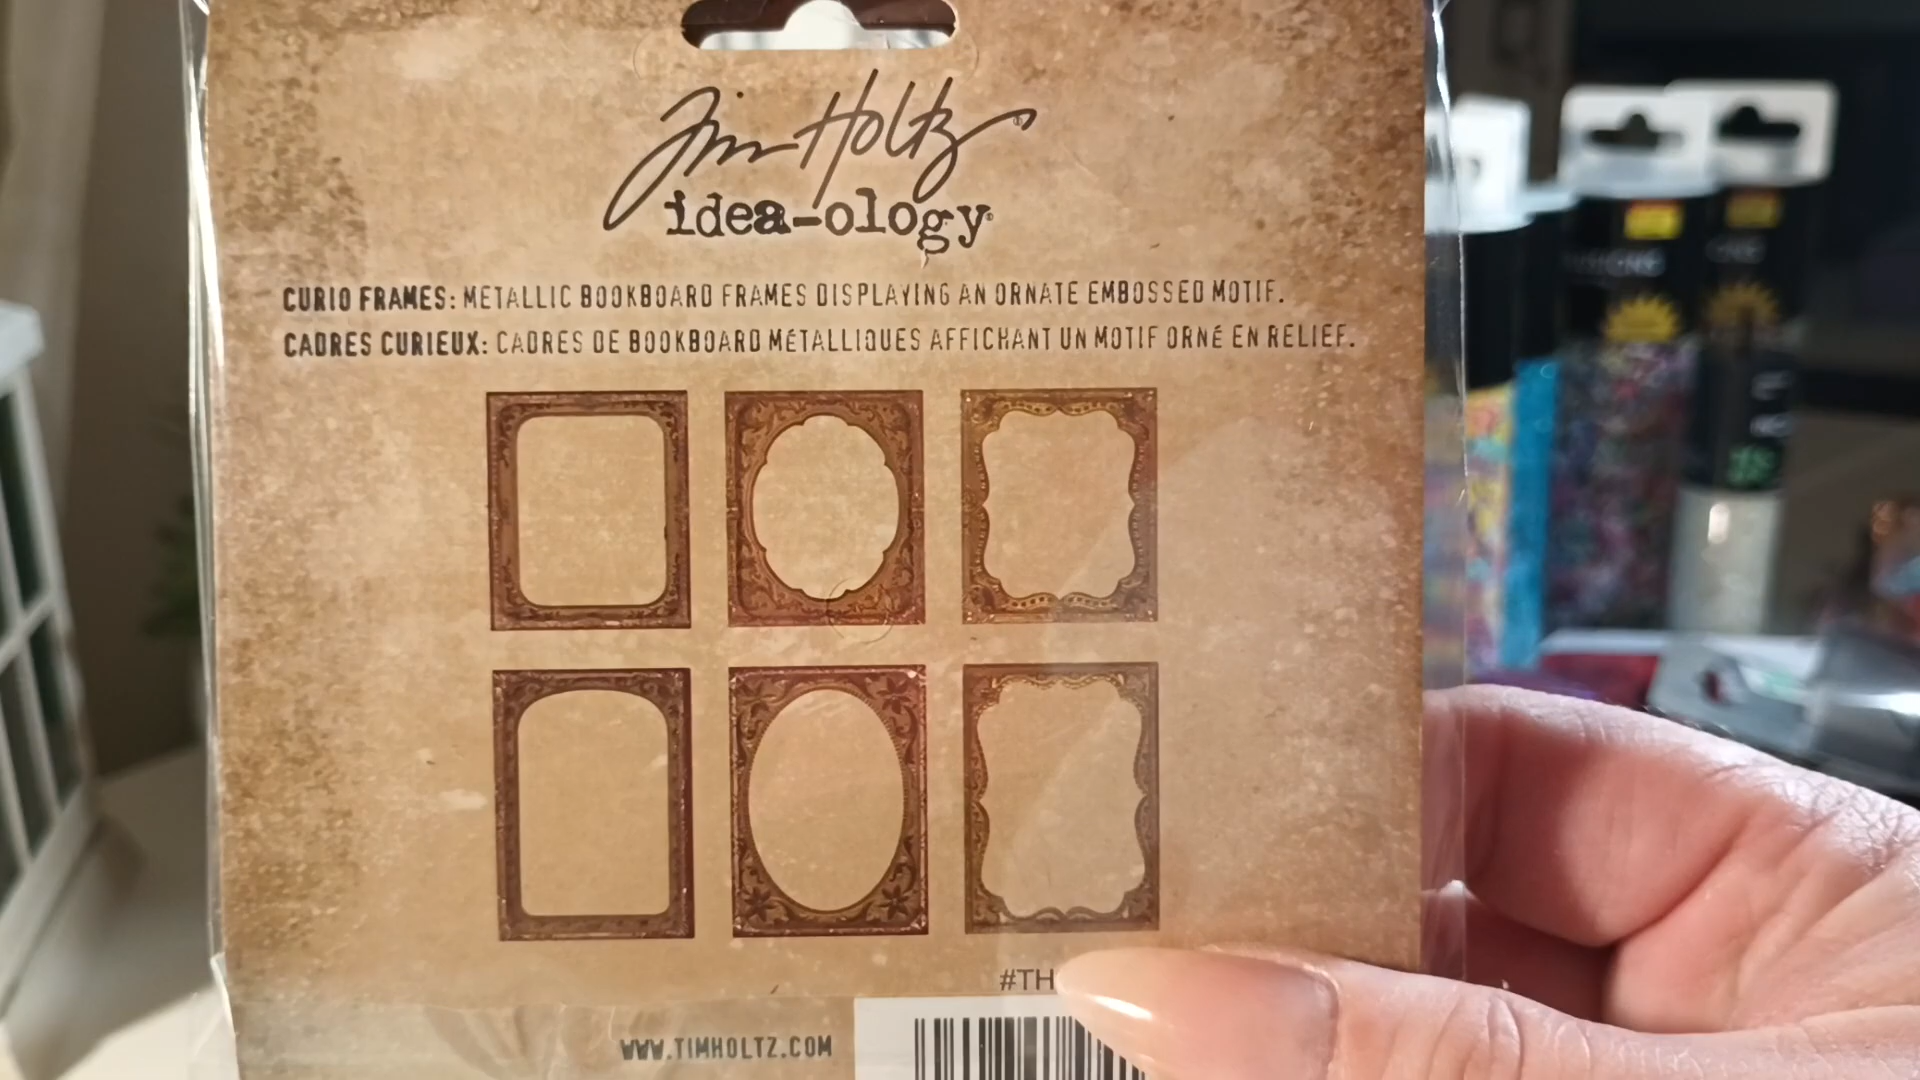 Tim Holtz®
idea-ology®
CURIO FRAMES: METALLIC BOOKBOARD FRAMES DISPLAYING AN ORNATE EMBOSSED MOTIF.
CADRES CURIEUX: CADRES DE BOOKBOARD MÉTALLIQUES AFFICHANT UN MOTIF ORNÉ EN RELIEF.
#TH
WWW.TIMHOLTZ.COM